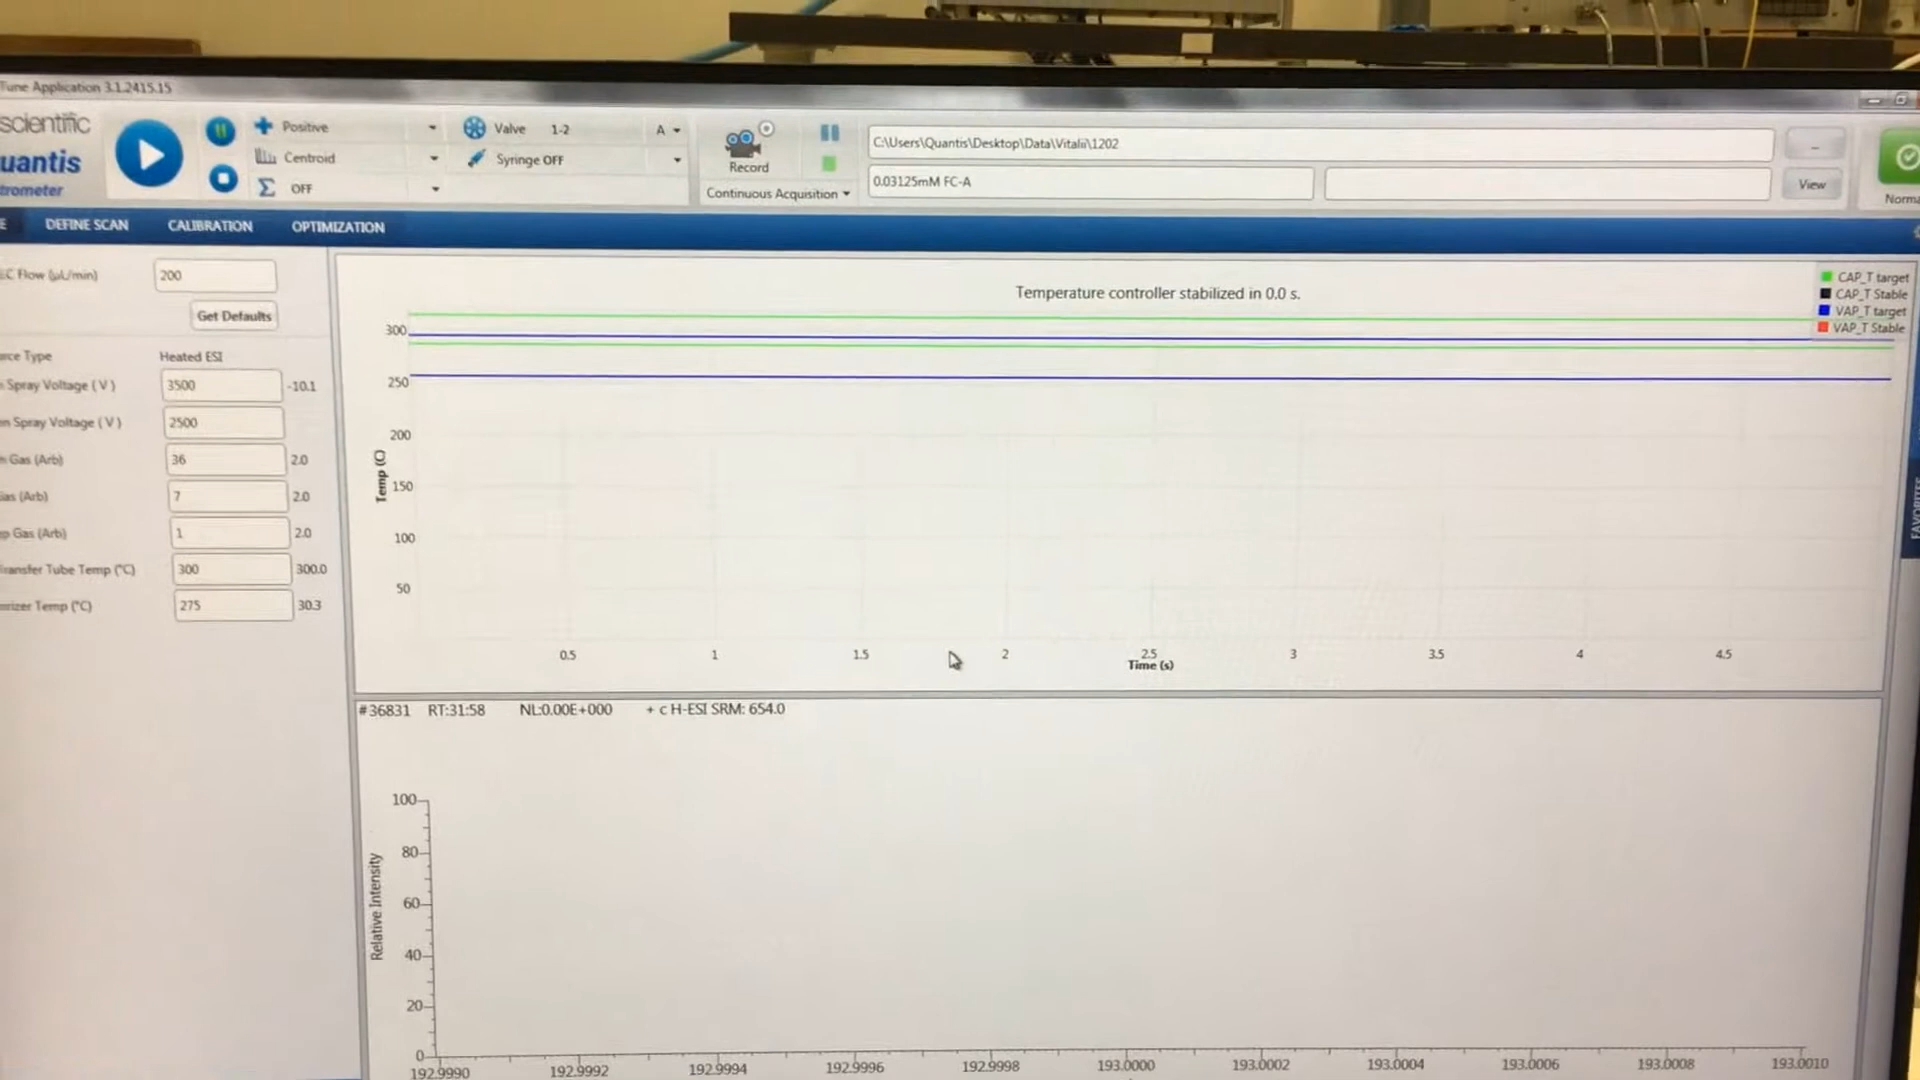 Tune Application 3.1.2415.15
scientific
uantis
trometer
Positive
Centroid
OFF
Valve 1-2 A
Syringe OFF
Record
Continuous Acquisition
C:\Users\Quantis\Desktop\Data\Vitalii\1202
0.03125mM FC-A
View
Norma
E DEFINE SCAN CALIBRATION OPTIMIZATION
LC Flow (µL/min) 200
Get Defaults
urce Type Heated ESI
Spray Voltage (V) 3500 -10.1
en Spray Voltage (V) 2500
h Gas (Arb) 36 2.0
Gas (Arb) 7 2.0
p Gas (Arb) 1 2.0
Transfer Tube Temp (°C) 300 300.0
orizer Temp (°C) 275 30.3
Temperature controller stabilized in 0.0 s.
CAP_T target
CAP_T Stable
VAP_T target
VAP_T Stable
Temp (C)
300
250
200
150
100
50
0.5 1 1.5 2 2.5 3 3.5 4 4.5
Time (s)
FAVORITES
#36831 RT:31:58 NL:0.00E+000 + c H-ESI SRM: 654.0
Relative Intensity
100
80
60
40
20
0
192.9990 192.9992 192.9994 192.9996 192.9998 193.0000 193.0002 193.0004 193.0006 193.0008 193.0010